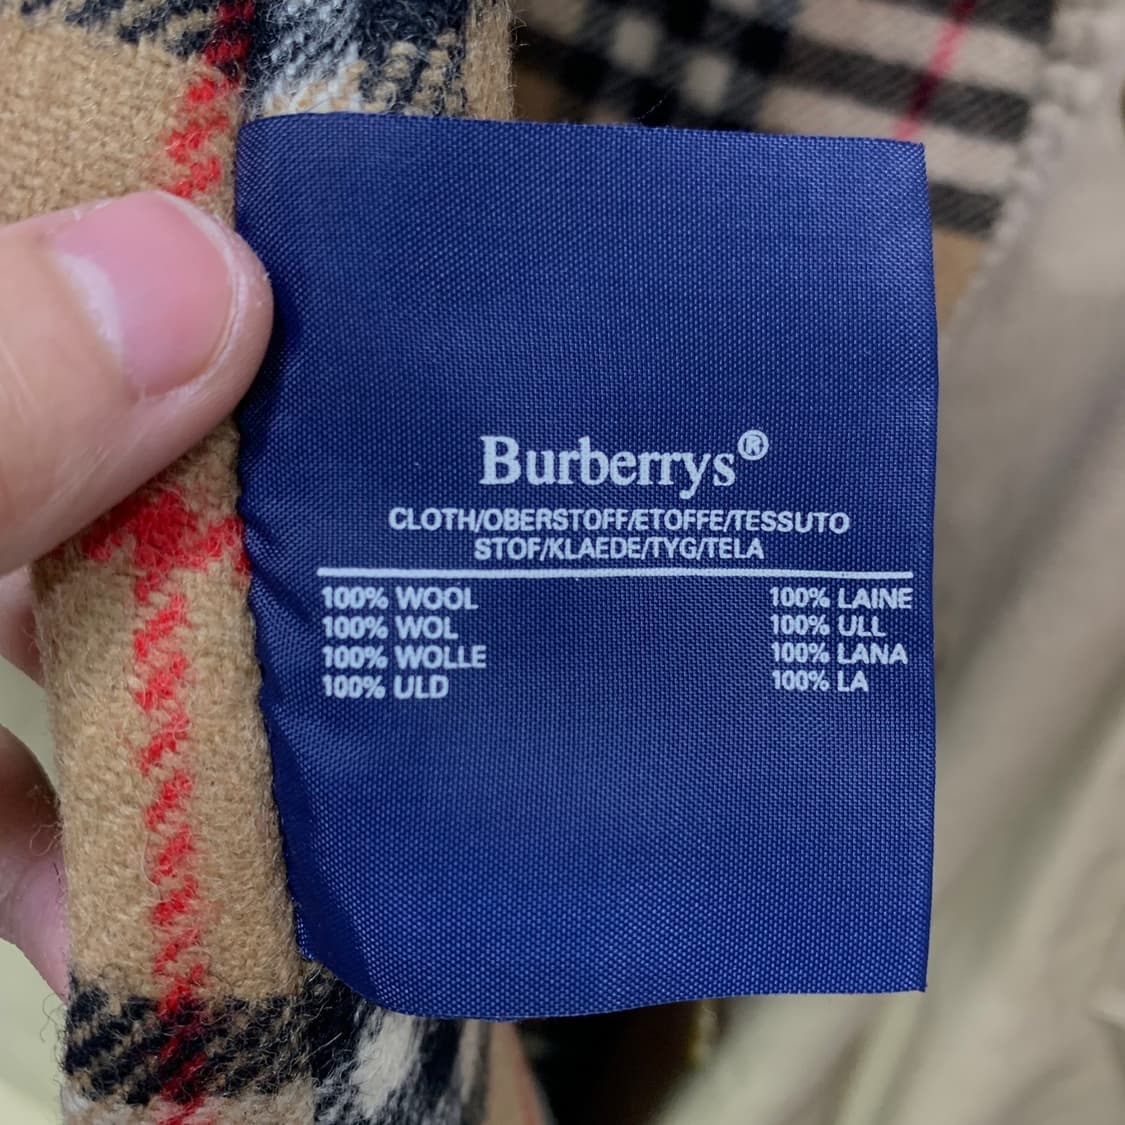 Burberrys®
CLOTH/OBERSTOFF/ETOFFE/TESSUTO
STOF/KLAEDE/TYG/TELA
100% WOOL 100% LAINE
100% WOL 100% ULL
100% WOLLE 100% LANA
100% ULD 100% LA